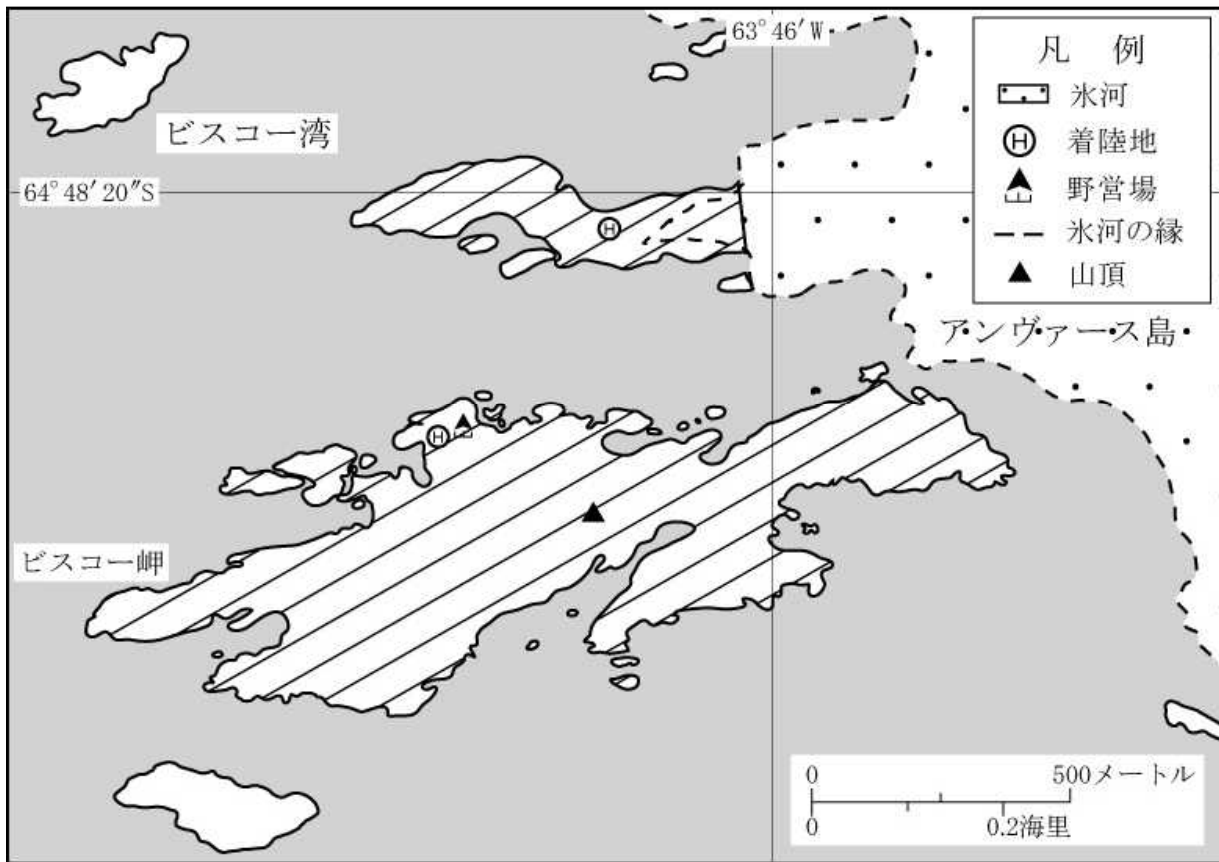 63°46′W
凡 例
氷河
Ⓗ 着陸地
野営場
氷河の縁
山頂
ビスコー湾
64°48′20″S
アンヴァース島
ビスコー岬
0 500メートル
0 0.2海里